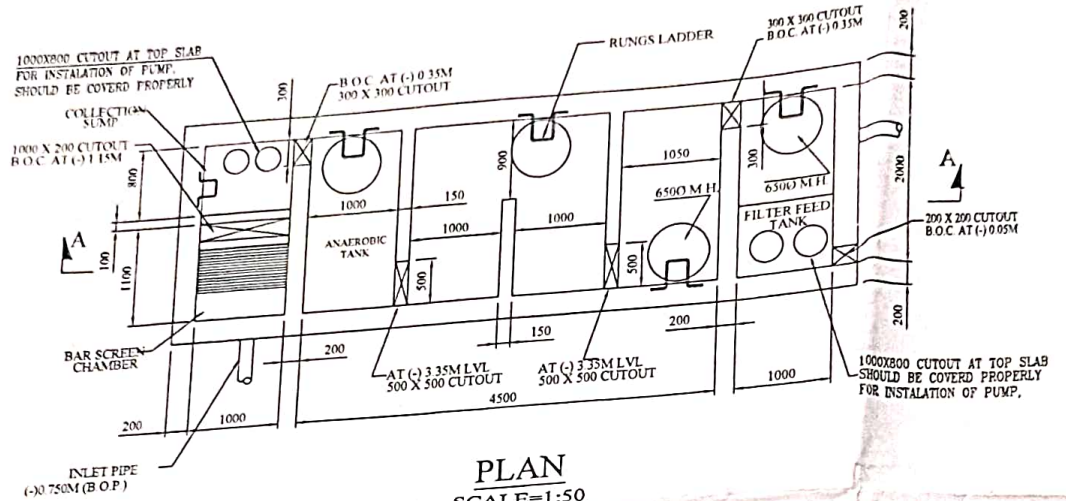 1000X800 CUTOUT AT TOP SLAB
FOR INSTALATION OF PUMP.
SHOULD BE COVERD PROPERLY
COLLECTION
SUMP
1000 X 200 CUTOUT
B.O.C. AT (-) 1.15M
300
B.O.C. AT (-) 0.35M
300 X 300 CUTOUT
RUNGS LADDER
300 X 300 CUTOUT
B.O.C. AT (-) 0.35M
200
800
100
1100
A
1000
150
ANAEROBIC
TANK
1000
500
900
1000
500
1050
650Ø M.H.
300
650Ø M.H.
FILTER FEED
TANK
2000
A
200 X 200 CUTOUT
B.O.C. AT (-) 0.05M
200
BAR SCREEN
CHAMBER
200
AT (-) 3.35M LVL
500 X 500 CUTOUT
150
AT (-) 3.35M LVL
500 X 500 CUTOUT
200
1000
1000X800 CUTOUT AT TOP SLAB
SHOULD BE COVERD PROPERLY
FOR INSTALATION OF PUMP.
200
1000
4500
INLET PIPE
(-)0.750M (B.O.P.)
PLAN
SCALE=1:50